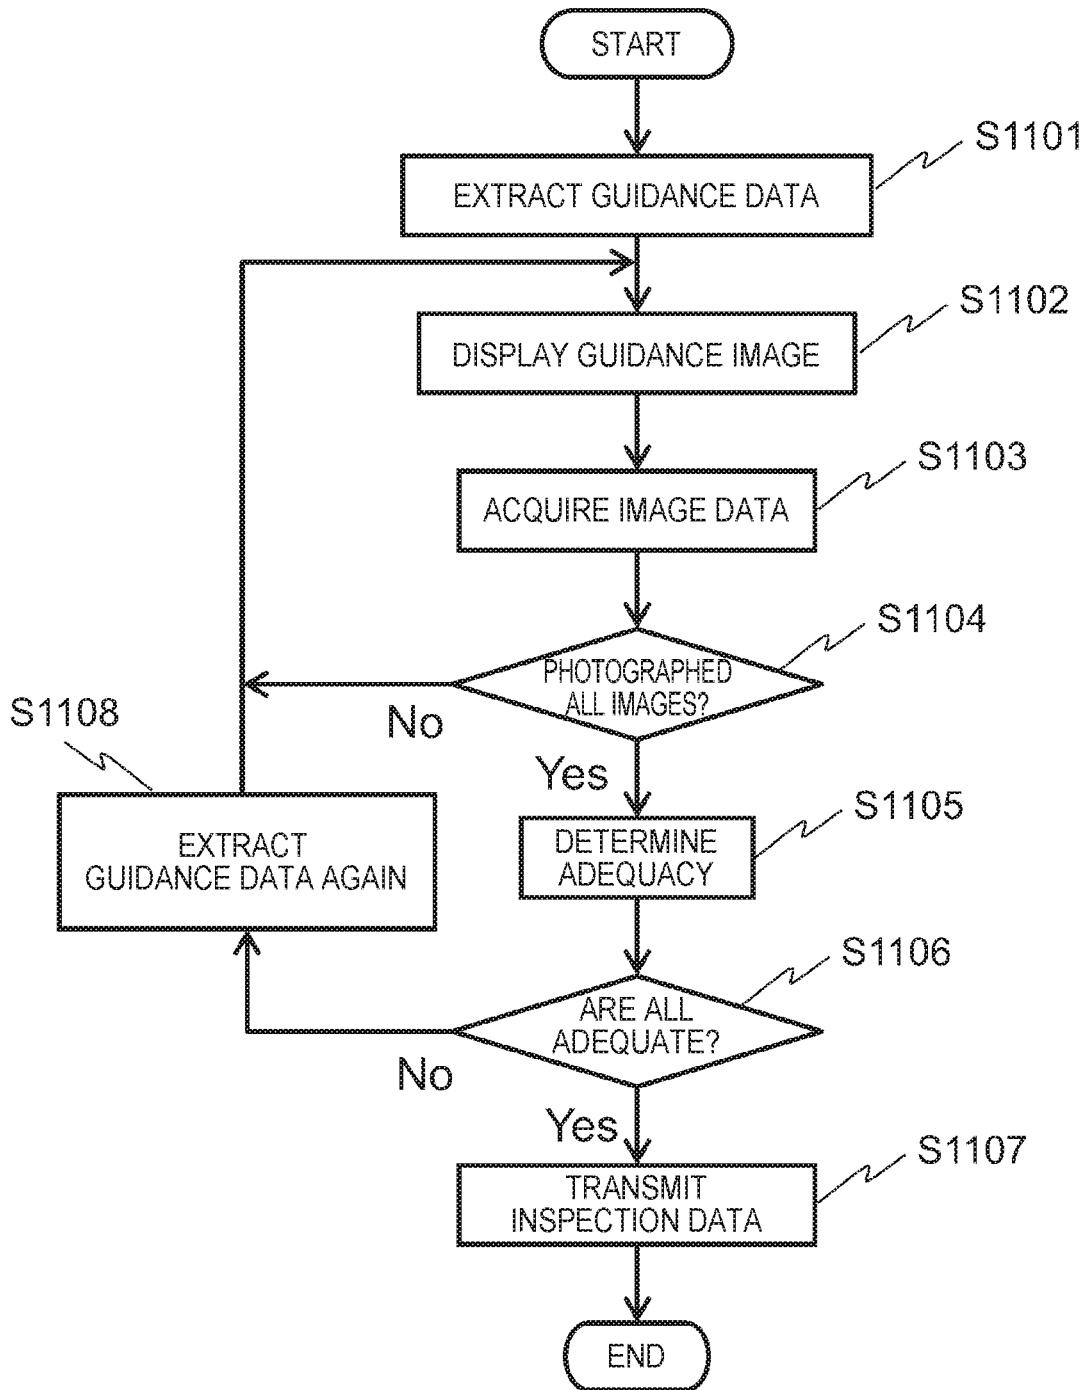 START
S1101
EXTRACT GUIDANCE DATA
S1102
DISPLAY GUIDANCE IMAGE
S1103
ACQUIRE IMAGE DATA
S1104
PHOTOGRAPHED
ALL IMAGES?
No
Yes
S1108
EXTRACT
GUIDANCE DATA AGAIN
S1105
DETERMINE
ADEQUACY
S1106
ARE ALL
ADEQUATE?
No
Yes
S1107
TRANSMIT
INSPECTION DATA
END